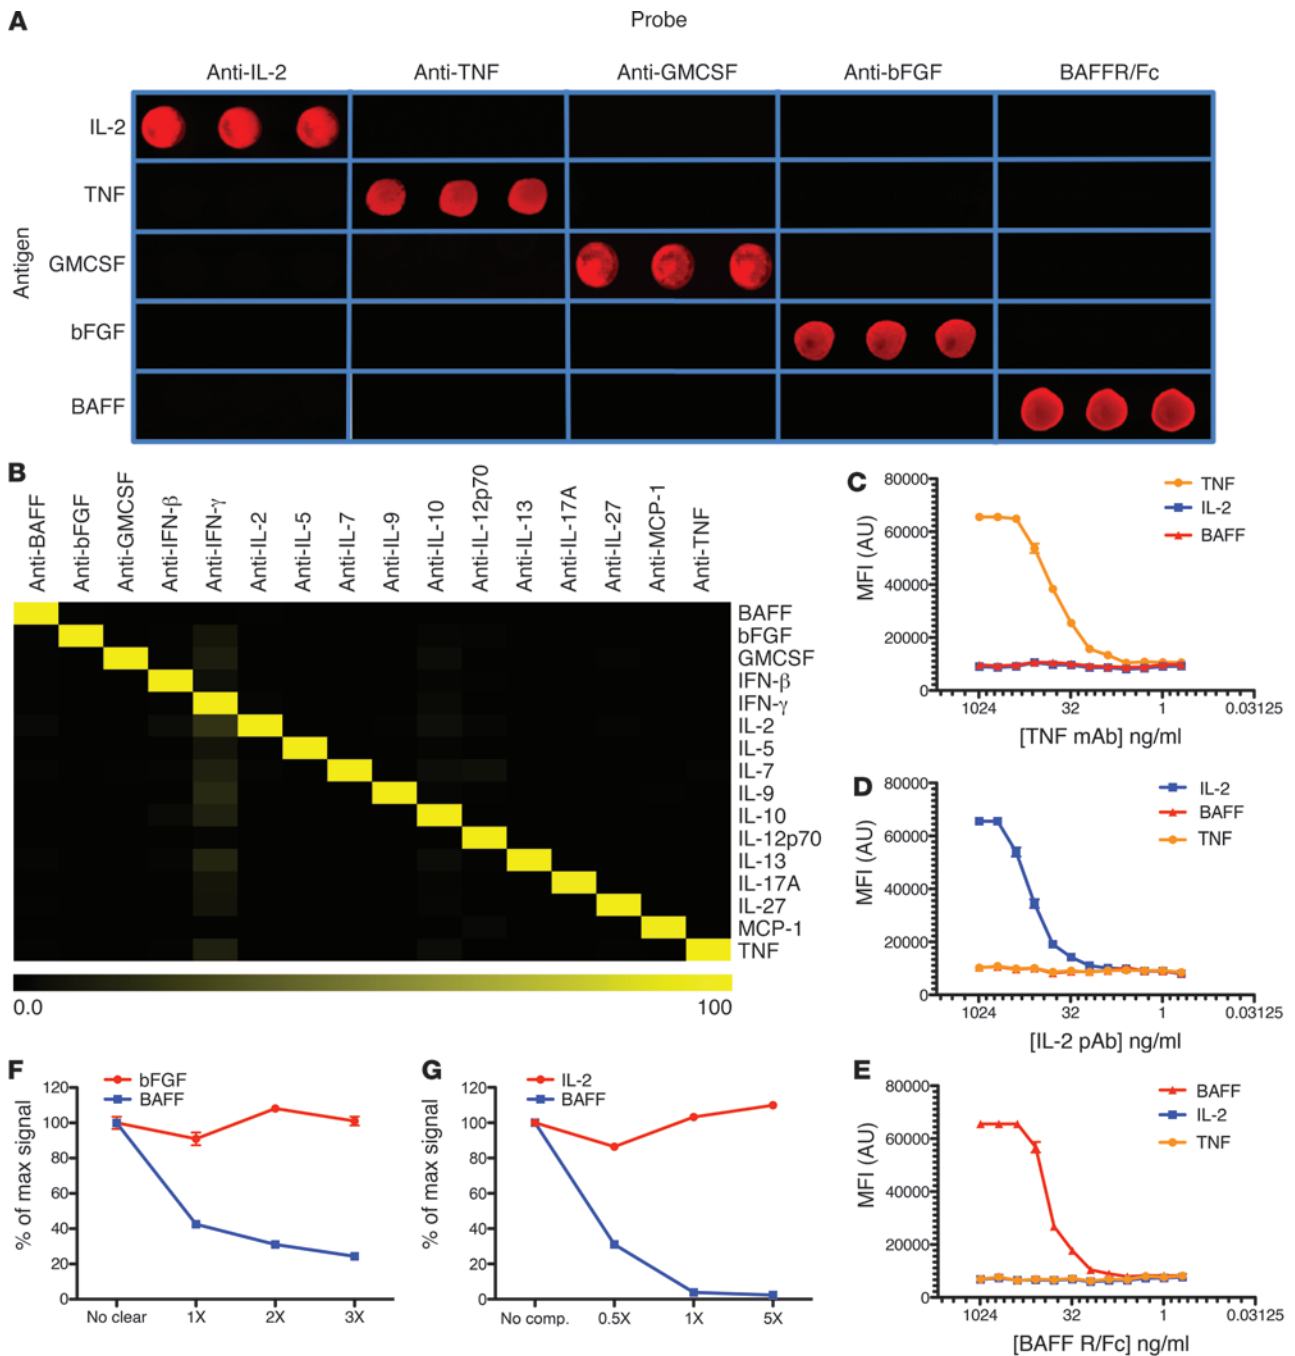 A
Probe
Anti-IL-2 Anti-TNF Anti-GMCSF Anti-bFGF BAFFR/Fc
Antigen
IL-2
TNF
GMCSF
bFGF
BAFF
B
Anti-BAFF
Anti-bFGF
Anti-GMCSF
Anti-IFN-β
Anti-IFN-γ
Anti-IL-2
Anti-IL-5
Anti-IL-7
Anti-IL-9
Anti-IL-10
Anti-IL-12p70
Anti-IL-13
Anti-IL-17A
Anti-IL-27
Anti-MCP-1
Anti-TNF
BAFF
bFGF
GMCSF
IFN-β
IFN-γ
IL-2
IL-5
IL-7
IL-9
IL-10
IL-12p70
IL-13
IL-17A
IL-27
MCP-1
TNF
0.0 100
C
MFI (AU)
80000
60000
40000
20000
0
TNF
IL-2
BAFF
1024 32 1 0.03125
[TNF mAb] ng/ml
D
MFI (AU)
80000
60000
40000
20000
0
IL-2
BAFF
TNF
1024 32 1 0.03125
[IL-2 pAb] ng/ml
E
MFI (AU)
80000
60000
40000
20000
0
BAFF
IL-2
TNF
1024 32 1 0.03125
[BAFF R/Fc] ng/ml
F
% of max signal
120
100
80
60
40
20
0
bFGF
BAFF
No clear 1X 2X 3X
G
% of max signal
120
100
80
60
40
20
0
IL-2
BAFF
No comp. 0.5X 1X 5X